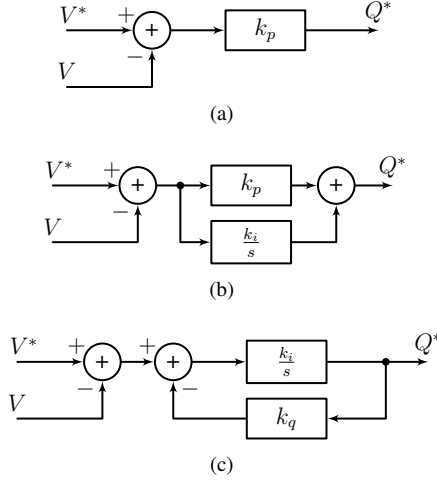 V* + + k_p Q*
V −
(a)
V* + + k_p + Q*
V − k_i/s
(b)
V* + + + + k_i/s Q*
V − − k_q
(c)